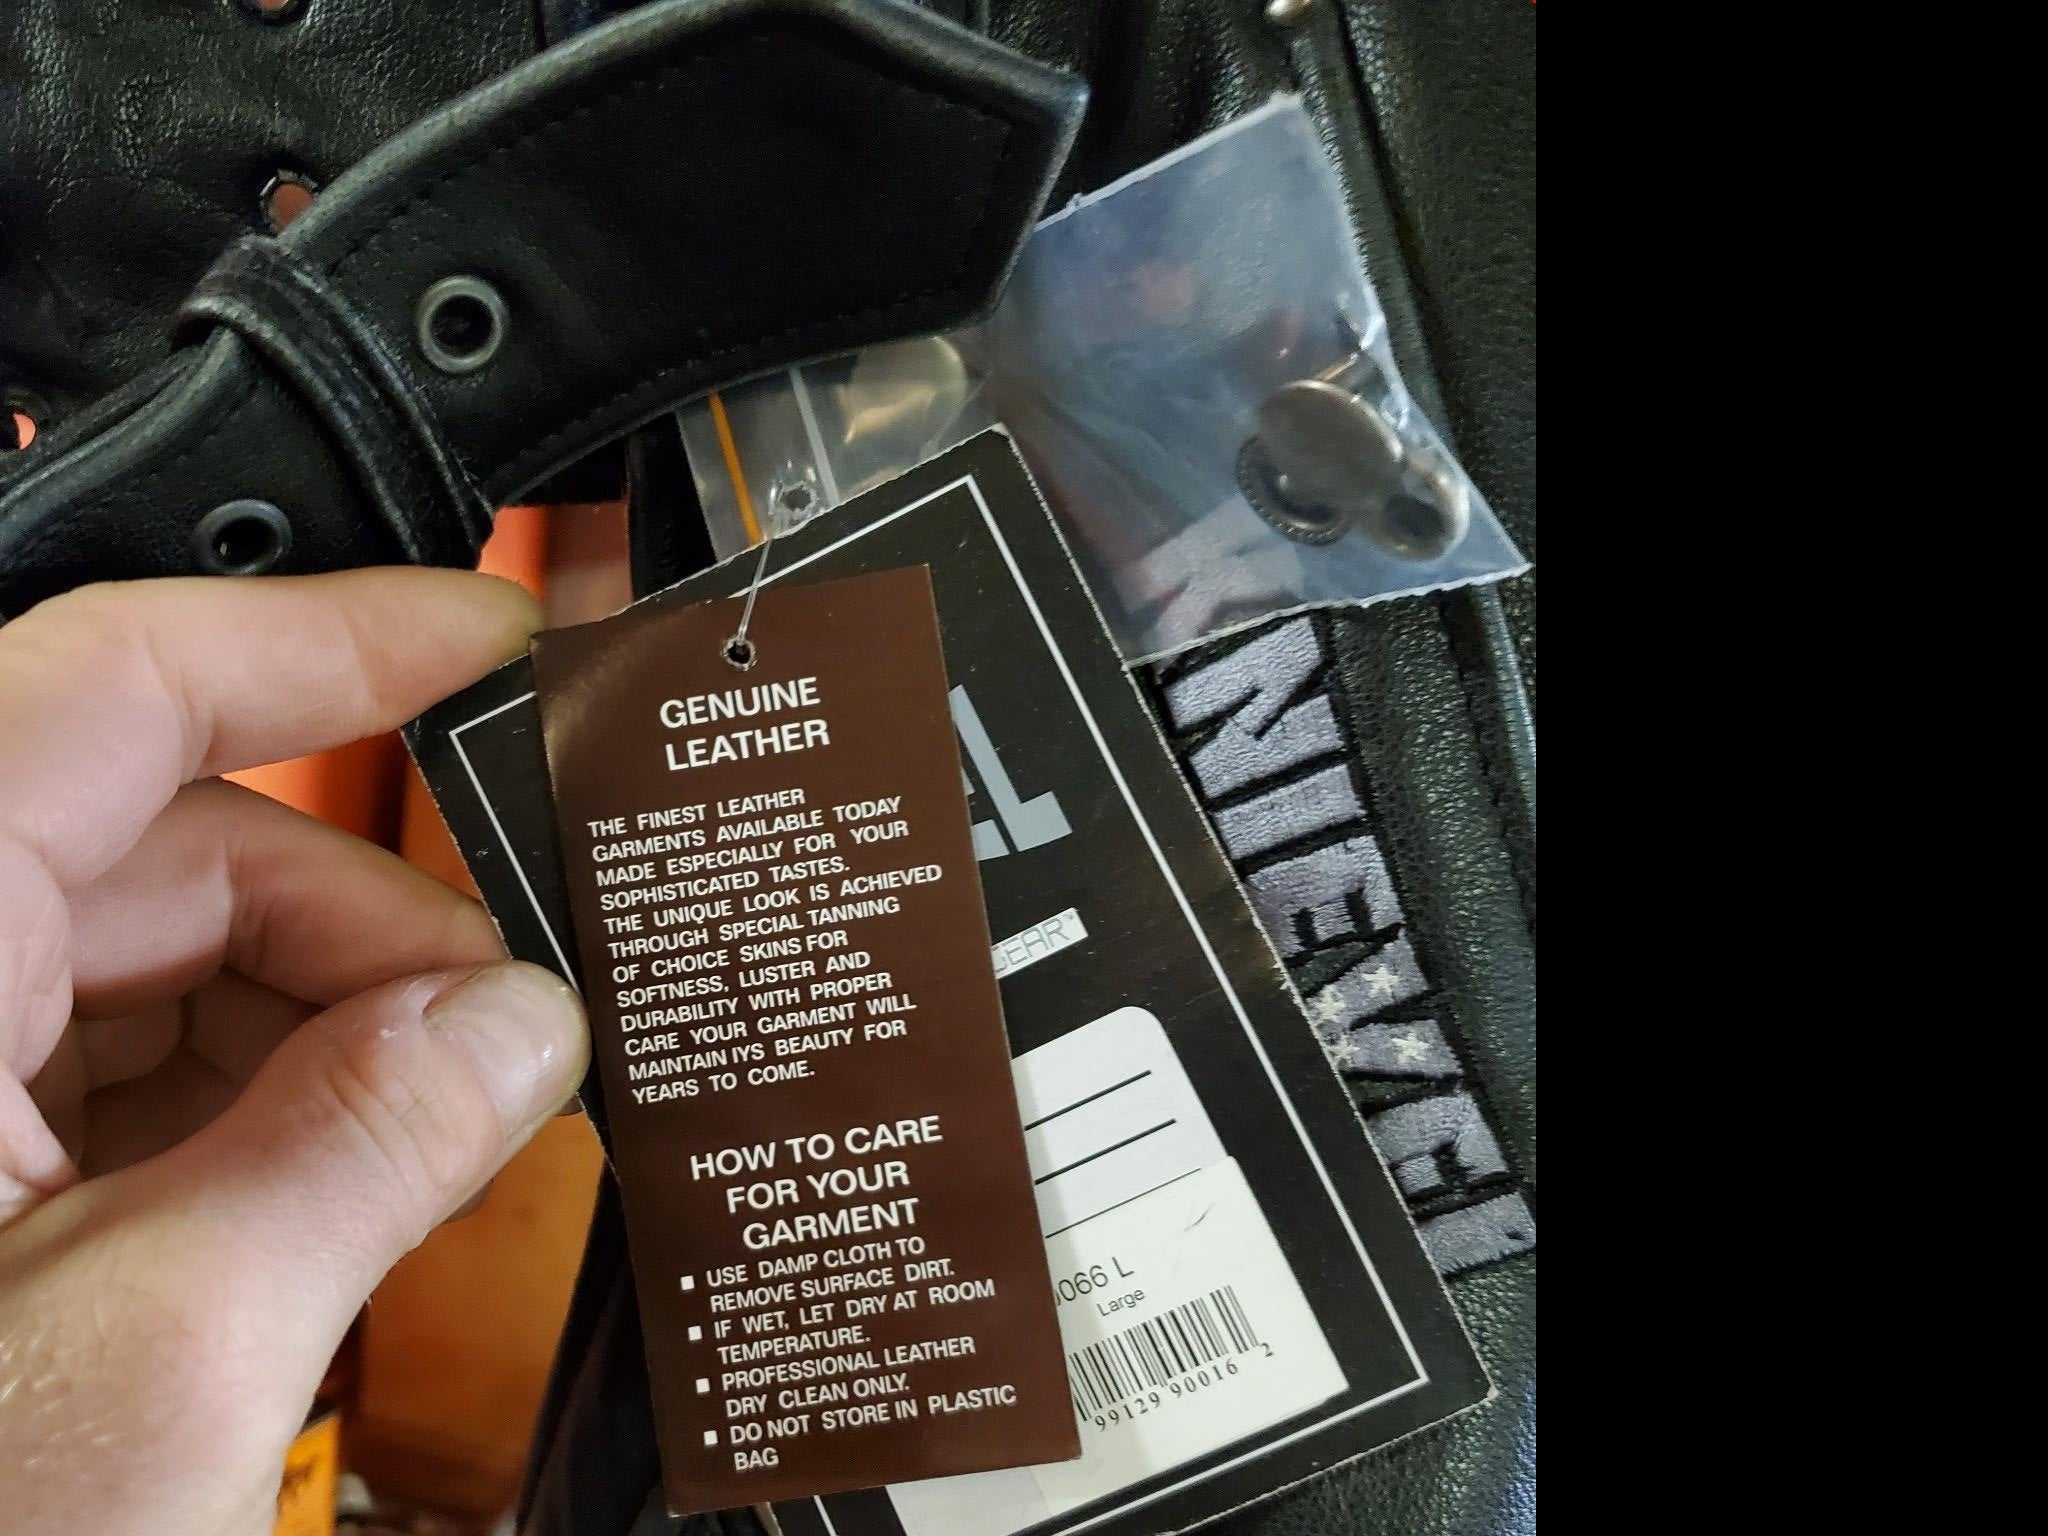 GENUINE
LEATHER
THE FINEST LEATHER
GARMENTS AVAILABLE TODAY
MADE ESPECIALLY FOR YOUR
SOPHISTICATED TASTES.
THE UNIQUE LOOK IS ACHIEVED
THROUGH SPECIAL TANNING
OF CHOICE SKINS FOR
SOFTNESS, LUSTER AND
DURABILITY WITH PROPER
CARE YOUR GARMENT WILL
MAINTAIN IYS BEAUTY FOR
YEARS TO COME.
HOW TO CARE
FOR YOUR
GARMENT
■ USE DAMP CLOTH TO
REMOVE SURFACE DIRT.
■ IF WET, LET DRY AT ROOM
TEMPERATURE.
■ PROFESSIONAL LEATHER
DRY CLEAN ONLY.
■ DO NOT STORE IN PLASTIC
BAG
GEAR™
066 L
Large
99129 90016 2
KNIEVEL